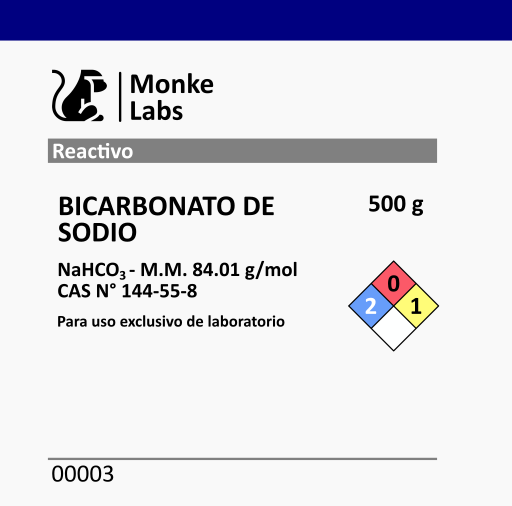 Monke
Labs
Reactivo
BICARBONATO DE
SODIO
500 g
NaHCO₃ - M.M. 84.01 g/mol
CAS N° 144-55-8
Para uso exclusivo de laboratorio
0
2
1
00003